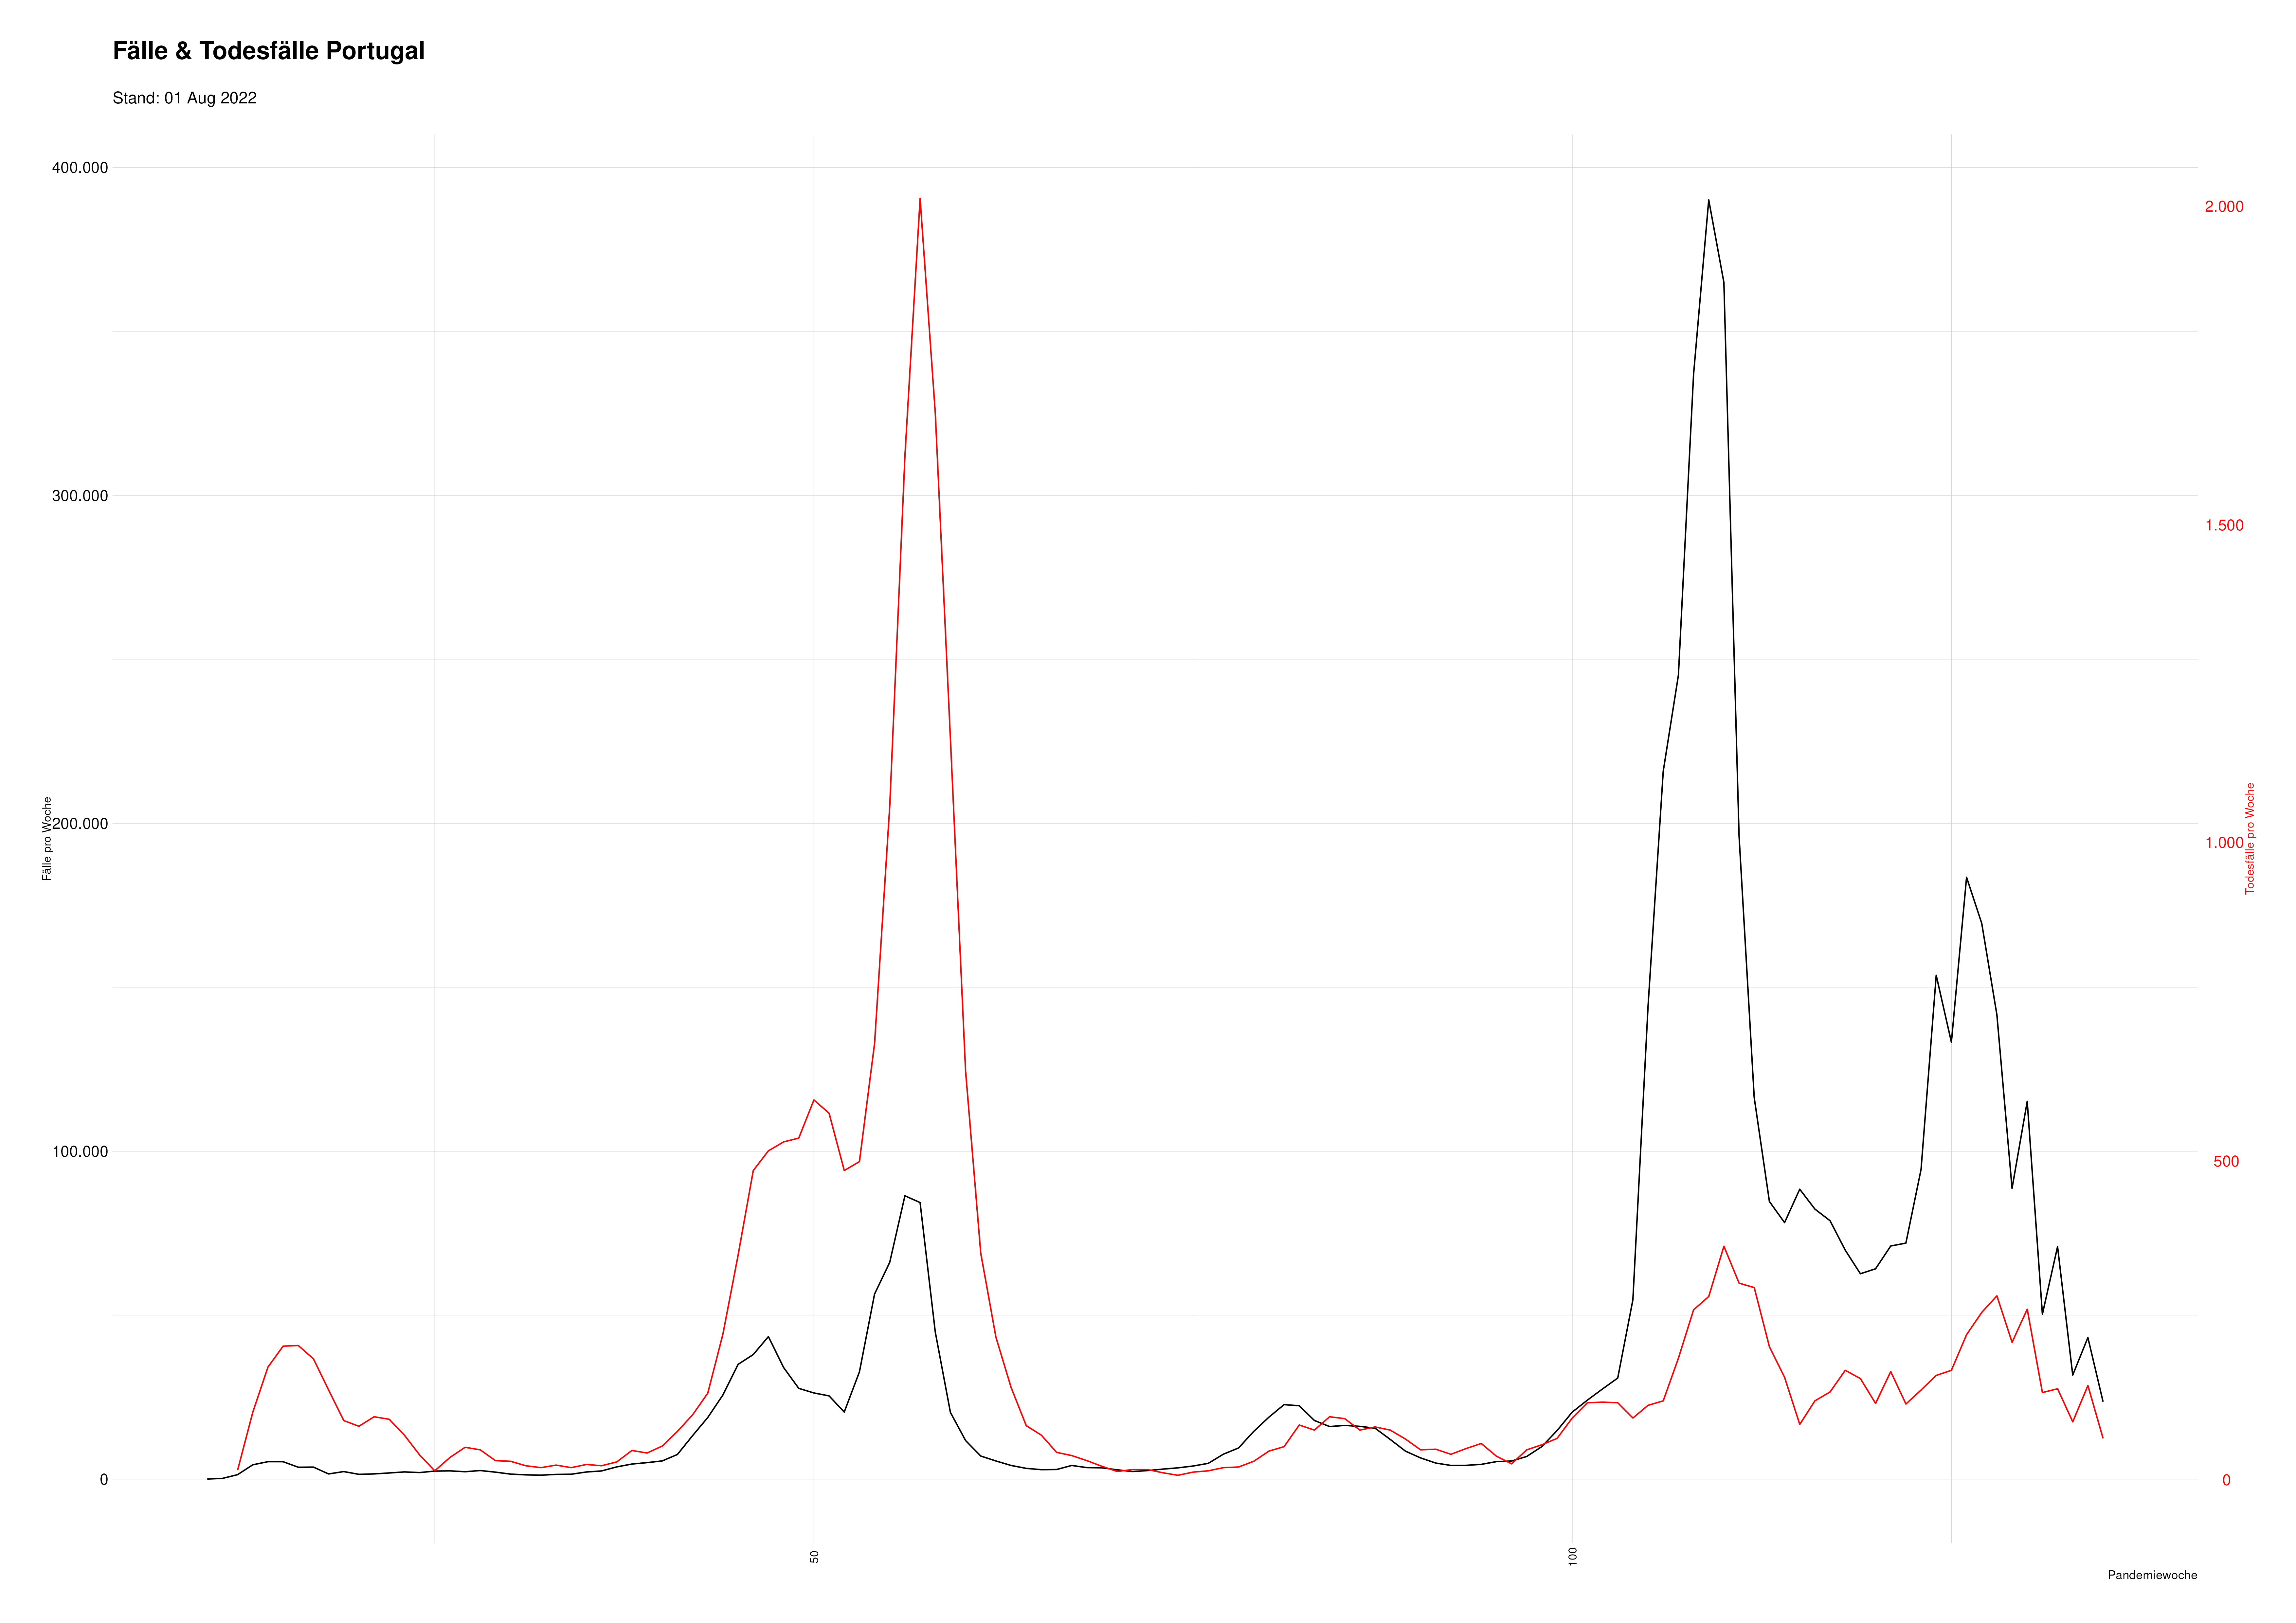 Fälle & Todesfälle Portugal
Stand: 01 Aug 2022
400.000
300.000
200.000
100.000
0
Fälle pro Woche
2.000
1.500
1.000
500
0
Todesfälle pro Woche
50
100
Pandemiewoche